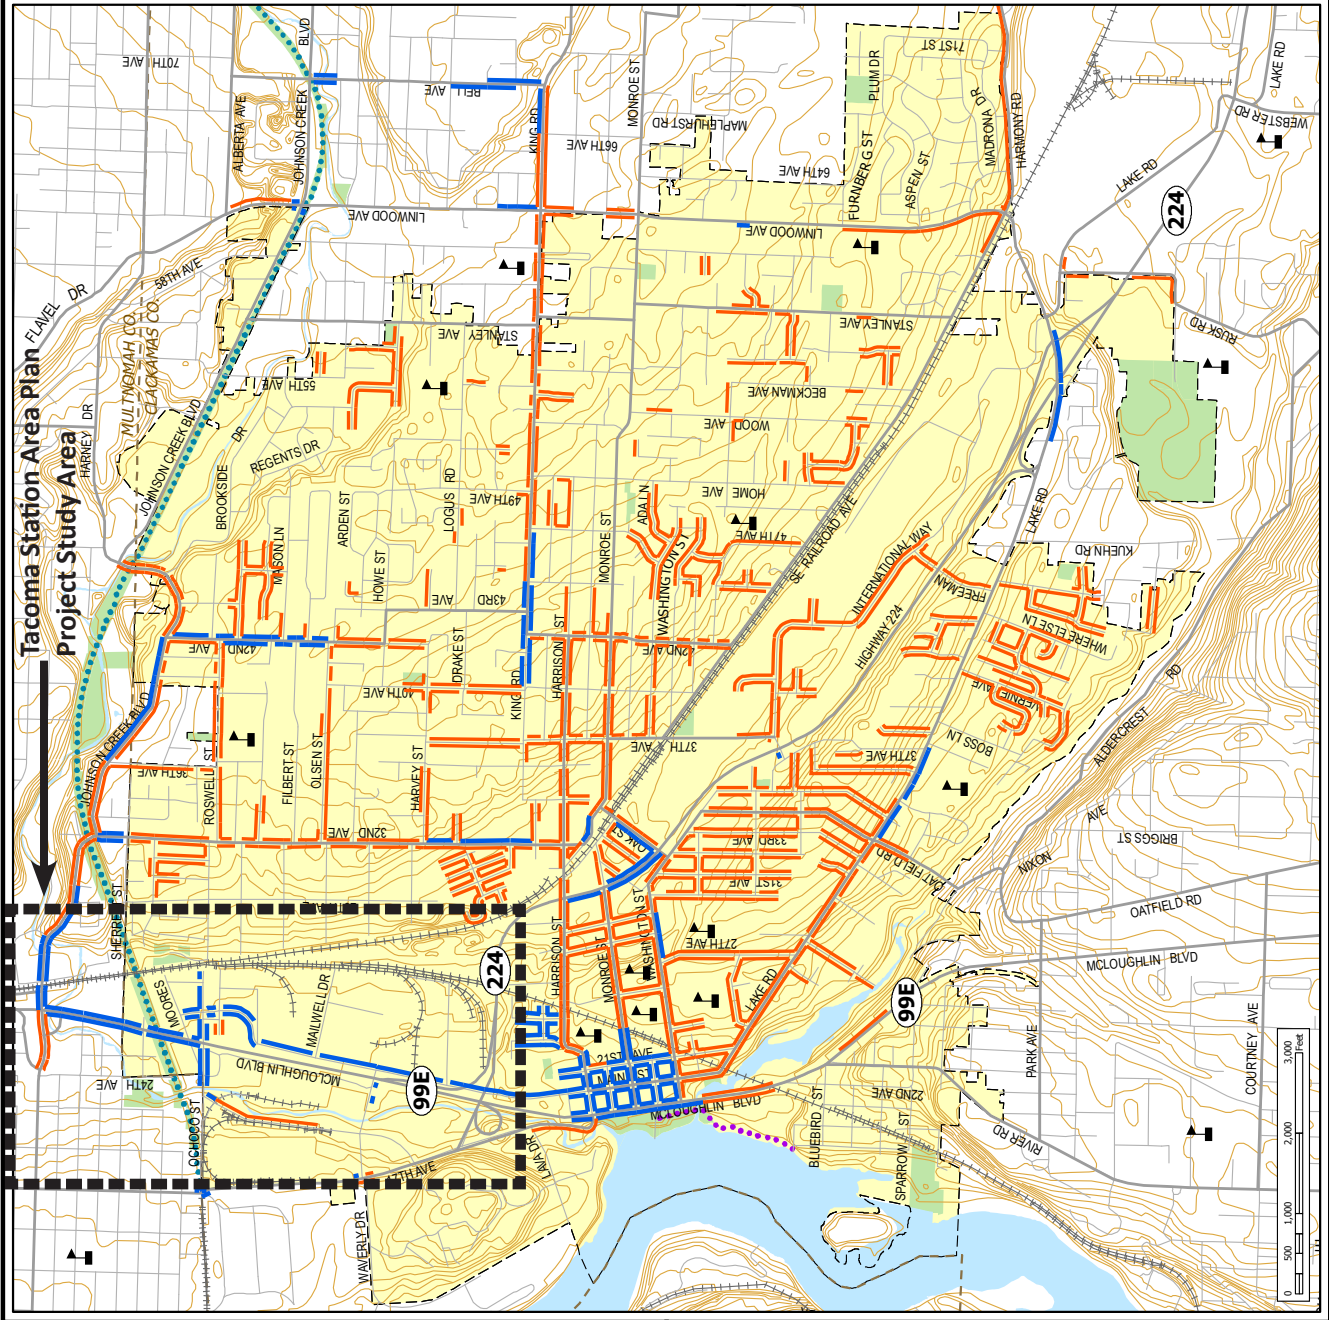 Tacoma Station Area Plan
Project Study Area
70TH AVE
BLVD
ALBERTA AVE
JOHNSON CREEK
BELL AVE
KING RD
66TH AVE
MONROE ST
MAPLEHURST RD
64TH AVE
PLUM DR
71ST ST
FURNBERG ST
ASPEN ST
MADRONA DR
HARMONY RD
LAKE RD
WEBSTER RD
LAKE RD
224
LINWOOD AVE
LINWOOD AVE
FLAVEL DR
58TH AVE
MULTNOMAH CO.
CLACKAMAS CO.
HARNEY DR
STANLEY AVE
STANLEY AVE
RUSK RD
55TH AVE
JOHNSON CREEK BLVD
BROOKSIDE DR
REGENTS DR
BECKMAN AVE
WOOD AVE
HOME AVE
ARDEN ST
LOGUS RD
49TH AVE
ADA LN
MONROE ST
47TH AVE
WASHINGTON ST
SE RAILROAD AVE
LAKE RD
KUEHN RD
MASON LN
HOWE ST
43RD AVE
INTERNATIONAL WAY
FREEMAN
HIGHWAY 224
WHERE ELSE LN
42ND AVE
DRAKE ST
HARRISON ST
42ND AVE
40TH AVE
KING RD
VERNIE AVE
BOSS LN
ALDERCREST RD
JOHNSON CREEK BLVD
36TH AVE
ROSWELL ST
FILBERT ST
OLSEN ST
HARVEY ST
37TH AVE
37TH AVE
32ND AVE
OAK ST
33RD AVE
31ST AVE
OATFIELD RD
NIXON AVE
BRIGGS ST
OATFIELD RD
SHERRETT ST
224
HARRISON ST
MONROE ST
WASHINGTON ST
27TH AVE
LAKE RD
99E
MCLOUGHLIN BLVD
MOORES
MAILWELL DR
MCLOUGHLIN BLVD
24TH AVE
99E
21ST AVE
MAIN ST
MCLOUGHLIN BLVD
PARK AVE
COURTNEY AVE
22ND AVE
BLUEBIRD ST
SPARROW ST
RIVER RD
OCHOCO ST
17TH AVE
LAVA DR
WAVERLY DR
0 500 1,000 2,000 3,000
Feet